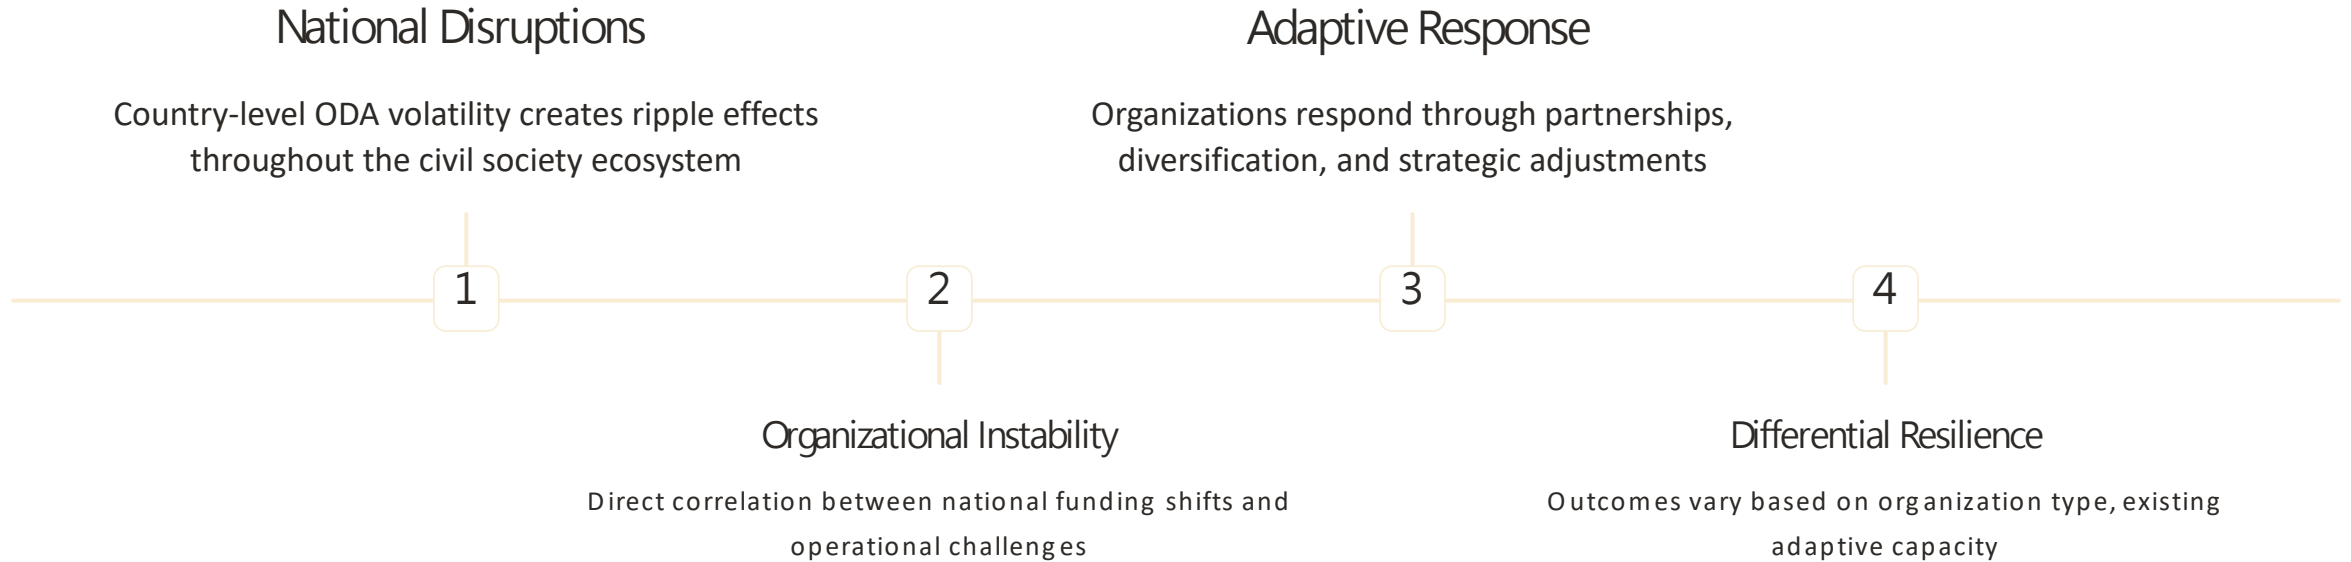 National Disruptions
Country-level ODA volatility creates ripple effects
throughout the civil society ecosystem
1
Organizational Instability
Direct correlation between national funding shifts and
operational challenges
2
Adaptive Response
Organizations respond through partnerships,
diversification, and strategic adjustments
3
Differential Resilience
Outcomes vary based on organization type, existing
adaptive capacity
4